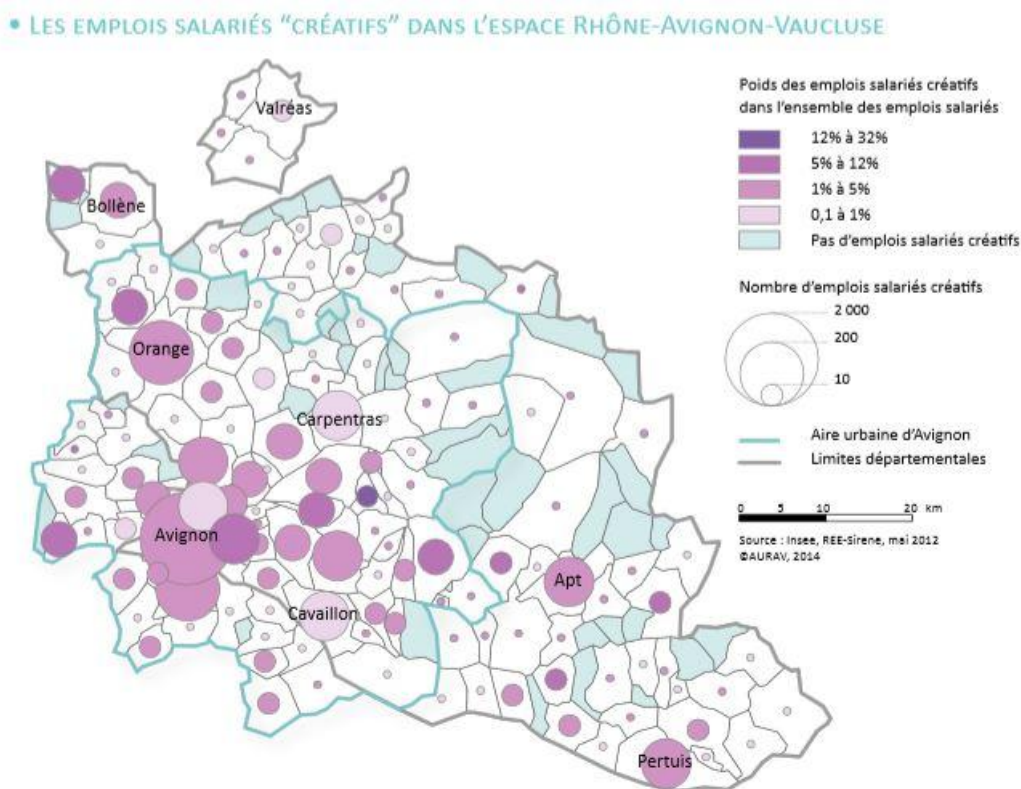 • LES EMPLOIS SALARIÉS “CRÉATIFS” DANS L’ESPACE RHÔNE-AVIGNON-VAUCLUSE
Valréas
Bollène
Orange
Carpentras
Avignon
Cavaillon
Apt
Pertuis
Poids des emplois salariés créatifs
dans l'ensemble des emplois salariés
12% à 32%
5% à 12%
1% à 5%
0,1 à 1%
Pas d'emplois salariés créatifs
Nombre d'emplois salariés créatifs
2 000
200
10
Aire urbaine d'Avignon
Limites départementales
0 5 10 20 km
Source : Insee, REE-Sirene, mai 2012
©AURAV, 2014